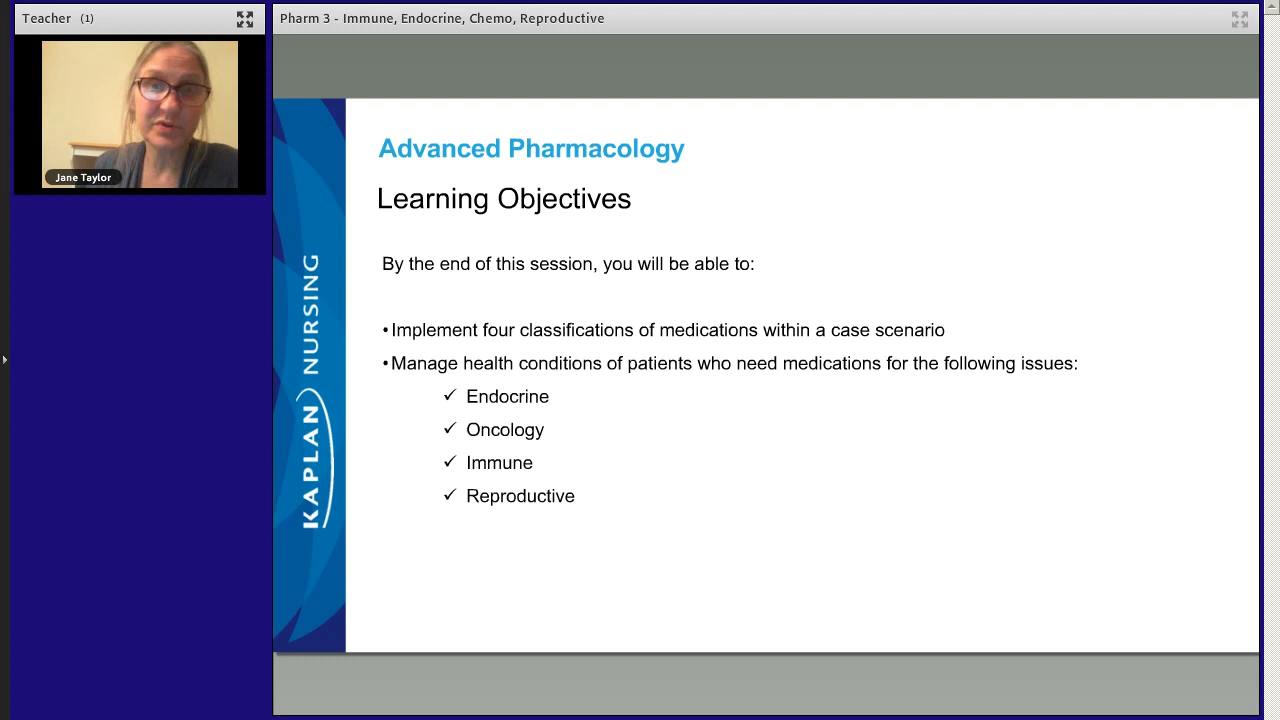 Teacher (1)
Jane Taylor
Pharm 3 - Immune, Endocrine, Chemo, Reproductive
KAPLAN NURSING
Advanced Pharmacology
Learning Objectives
By the end of this session, you will be able to:
•Implement four classifications of medications within a case scenario
•Manage health conditions of patients who need medications for the following issues:
✓ Endocrine
✓ Oncology
✓ Immune
✓ Reproductive